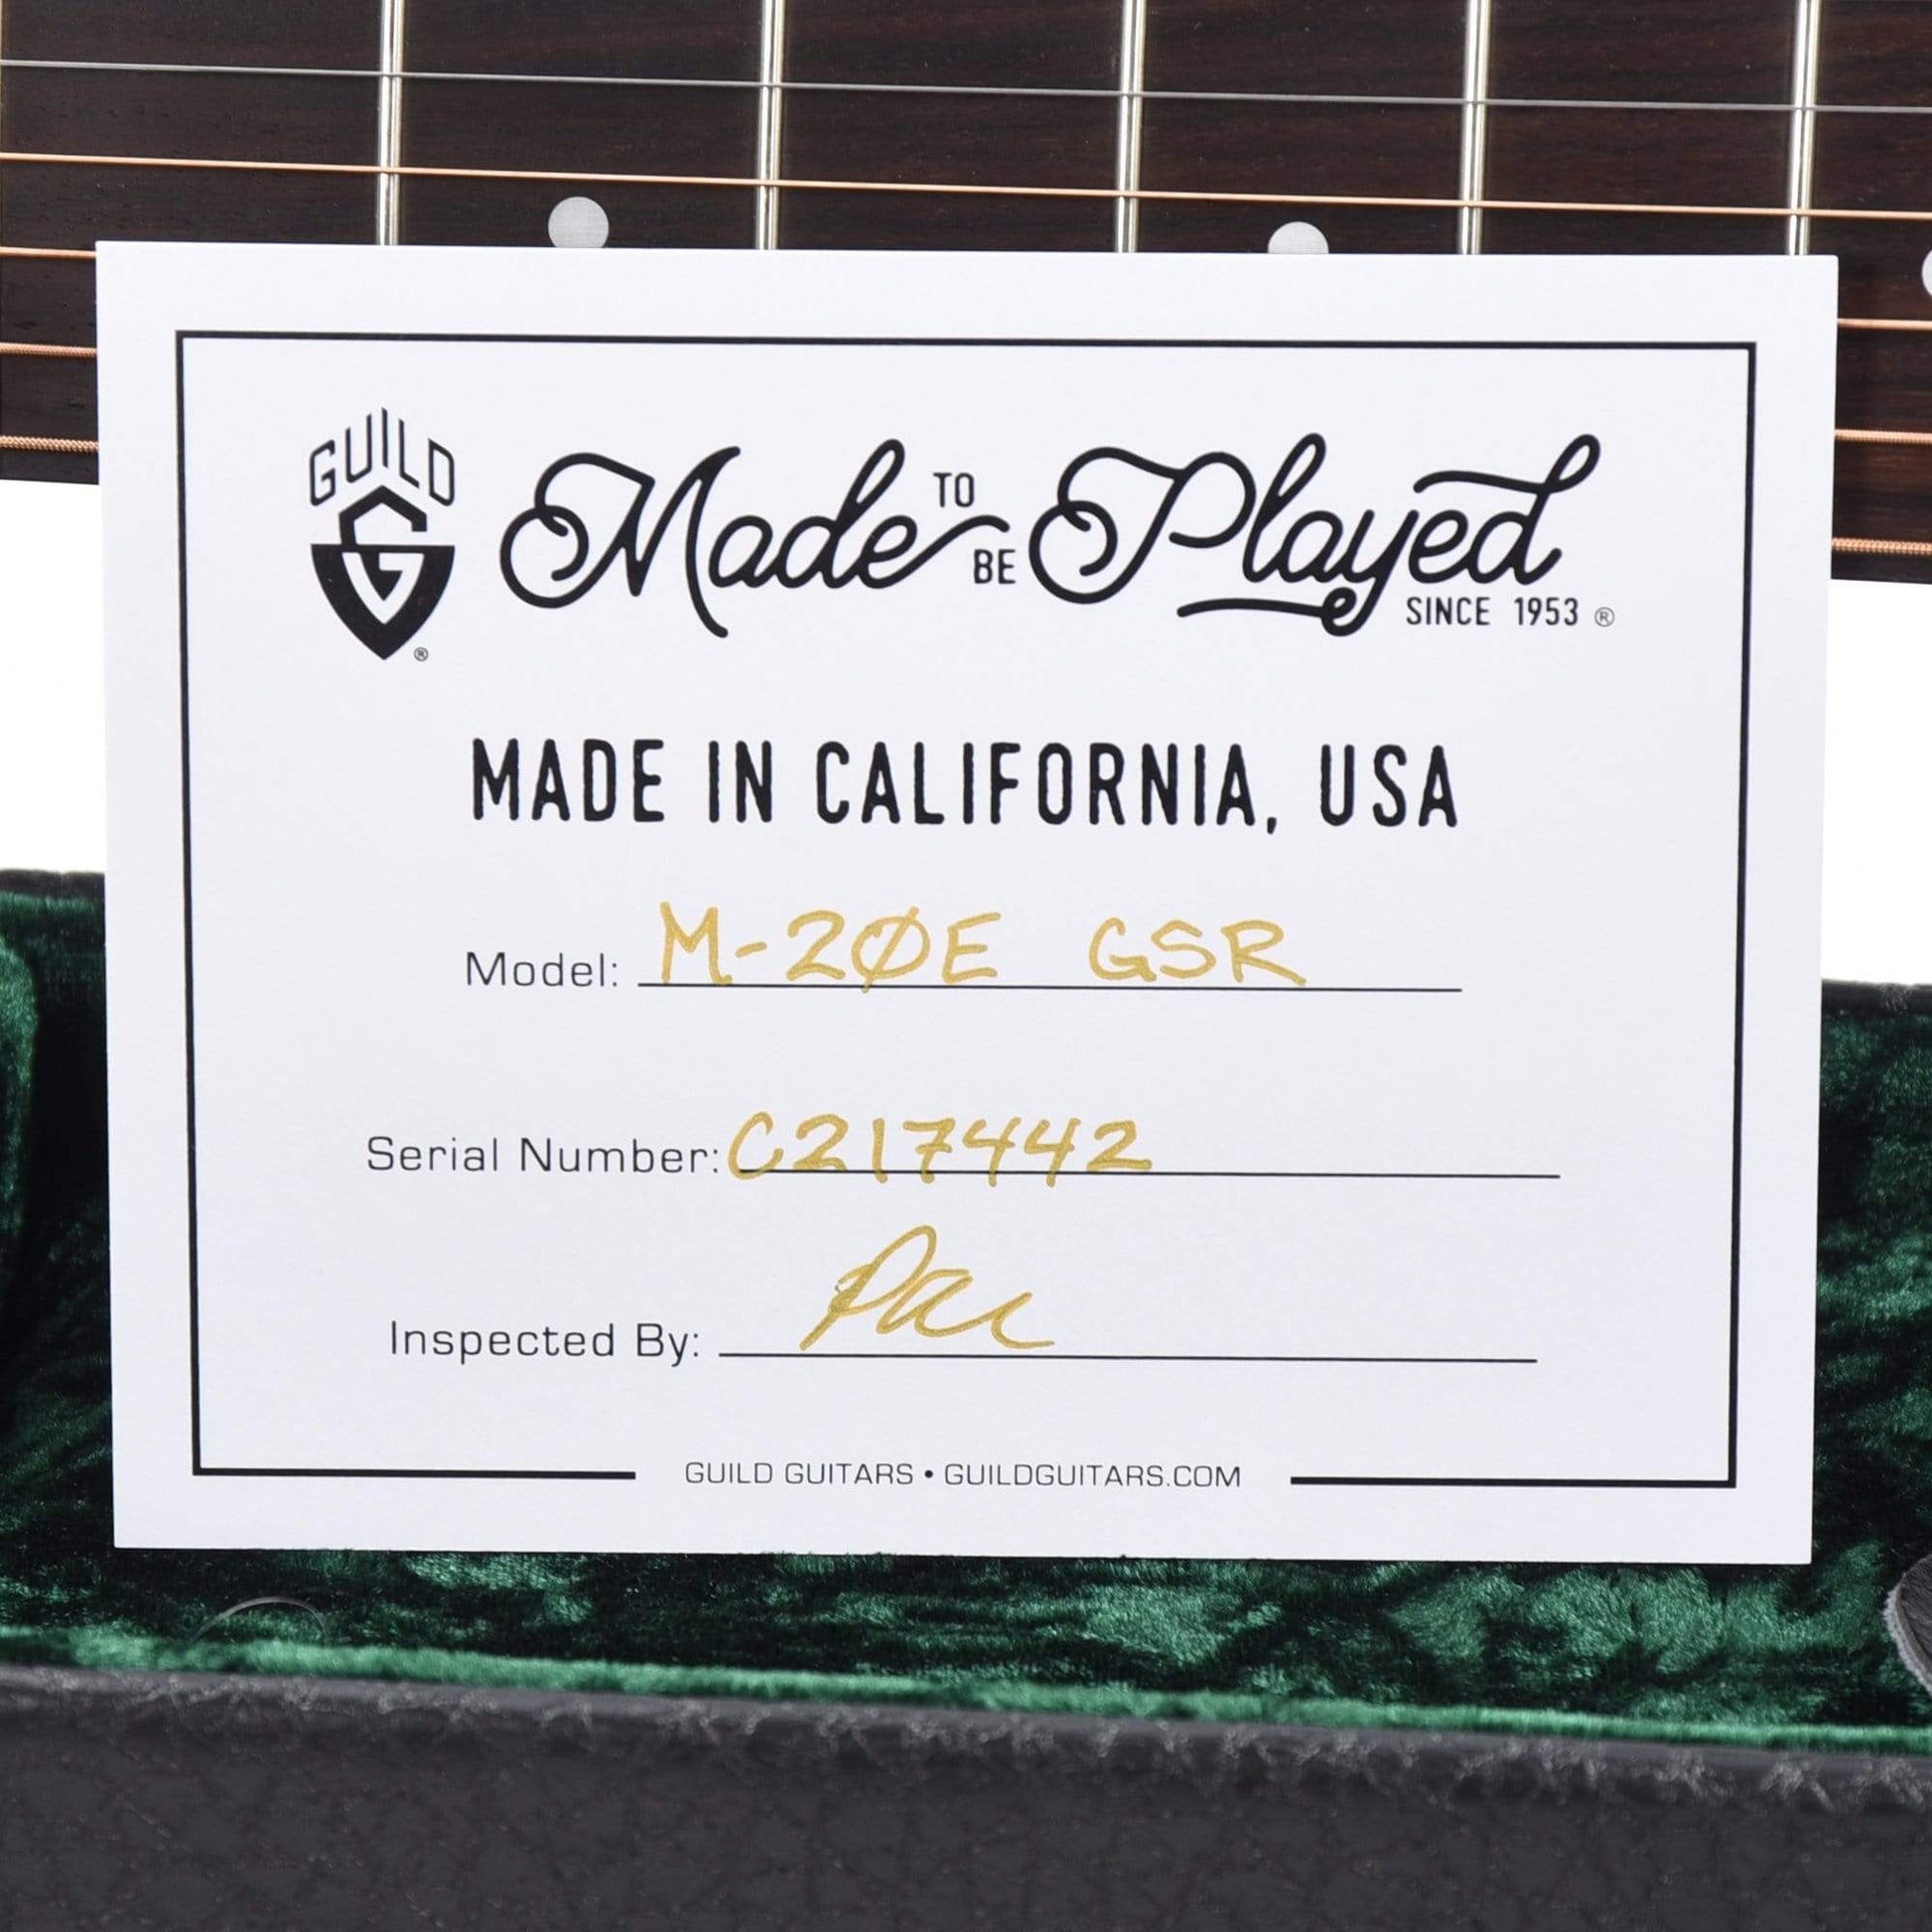 GUILD
Made TO BE Played
SINCE 1953 ®
®
MADE IN CALIFORNIA, USA
Model: M-2ØE GSR
Serial Number: C217442
Inspected By:
GUILD GUITARS • GUILDGUITARS.COM